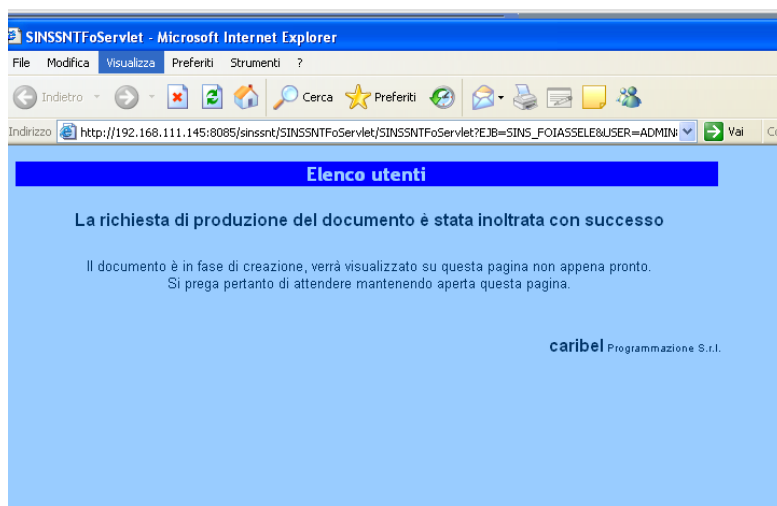 SINSSNTFoServlet - Microsoft Internet Explorer
File Modifica Visualizza Preferiti Strumenti ?
Indietro Cerca Preferiti
Indirizzo http://192.168.111.145:8085/sinssnt/SINSSNTFoServlet/SINSSNTFoServlet?EJB=SINS_FOIASSELE&USER=ADMIN Vai
Elenco utenti
La richiesta di produzione del documento è stata inoltrata con successo
Il documento è in fase di creazione, verrà visualizzato su questa pagina non appena pronto.
Si prega pertanto di attendere mantenendo aperta questa pagina.
caribel Programmazione S.r.l.